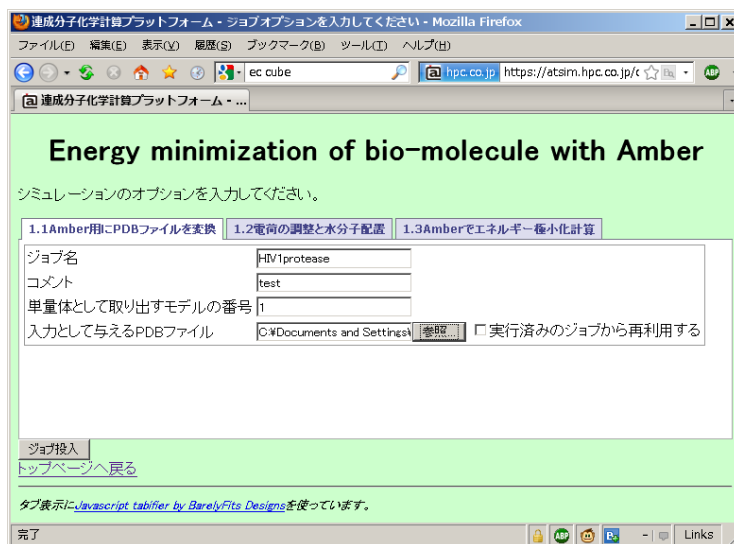 連成分子化学計算プラットフォーム - ジョブオプションを入力してください - Mozilla Firefox
ファイル(F) 編集(E) 表示(V) 履歴(S) ブックマーク(B) ツール(T) ヘルプ(H)
ec cube hpc.co.jp https://atsim.hpc.co.jp/c ABP
連成分子化学計算プラットフォーム - ...
Energy minimization of bio-molecule with Amber
シミュレーションのオプションを入力してください。
1.1Amber用にPDBファイルを変換 1.2電荷の調整と水分子配置 1.3Amberでエネルギー極小化計算
ジョブ名 HIV1protease
コメント test
単量体として取り出すモデルの番号 1
入力として与えるPDBファイル C:¥Documents and Settings¥ 参照... 実行済みのジョブから再利用する
ジョブ投入
トップページへ戻る
タブ表示にJavascript tabifier by BarelyFits Designsを使っています。
完了 ABP Links